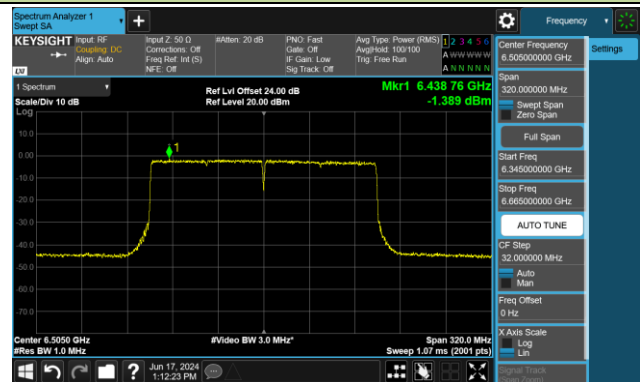 Spectrum Analyzer 1
Swept SA
Frequency
KEYSIGHT
Input: RF
Coupling: DC
Align: Auto
Input Z: 50 Ω
Corrections: Off
Freq Ref: Int (S)
NFE: Off
#Atten: 20 dB
PNO: Fast
Gate: Off
IF Gain: Low
Sig Track: Off
Avg Type: Power (RMS)
Avg|Hold: 100/100
Trig: Free Run
1 2 3 4 5 6
A W W W W W
A N N N N N
LXI
1 Spectrum
Scale/Div 10 dB
Log
Ref Lvl Offset 24.00 dB
Ref Level 20.00 dBm
Mkr1 6.438 76 GHz
-1.389 dBm
1
10.0
0.00
-10.0
-20.0
-30.0
-40.0
-50.0
-60.0
-70.0
Center 6.5050 GHz
#Res BW 1.0 MHz
#Video BW 3.0 MHz*
Span 320.0 MHz
Sweep 1.07 ms (2001 pts)
Jun 17, 2024
1:12:23 PM
Center Frequency
6.505000000 GHz
Settings
Span
320.000000 MHz
Swept Span
Zero Span
Full Span
Start Freq
6.345000000 GHz
Stop Freq
6.665000000 GHz
AUTO TUNE
CF Step
32.000000 MHz
Auto
Man
Freq Offset
0 Hz
X Axis Scale
Log
Lin
Signal Track
(Span Zoom)